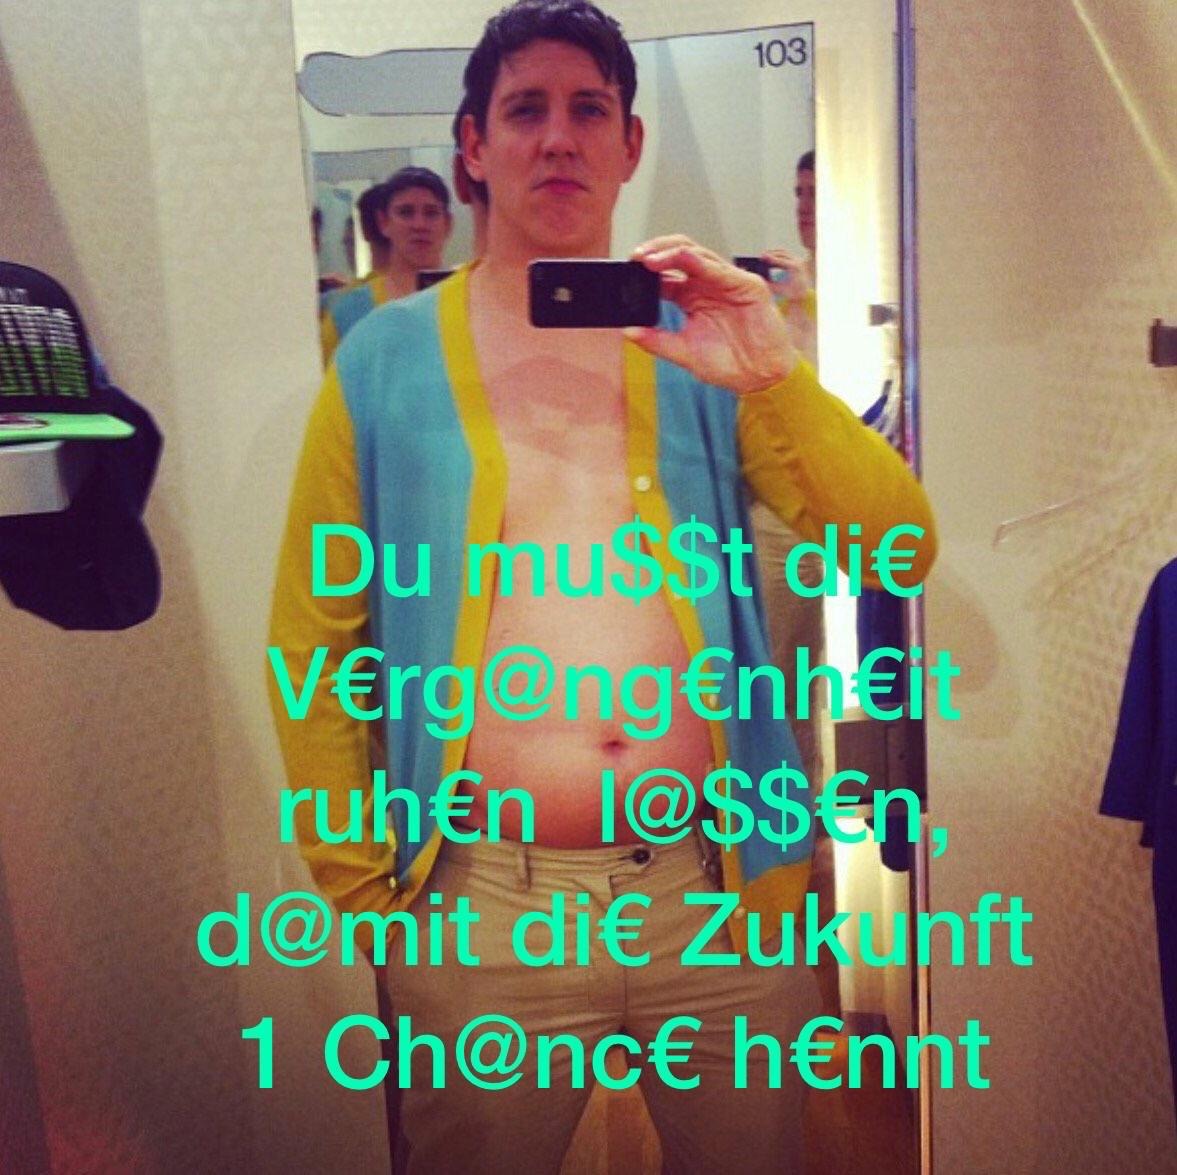 103
Du mu$$t di€
V€rg@ng€nh€it
ruh€n  l@$$€n,
d@mit di€ Zukunft
1 Ch@nc€ h€nnt